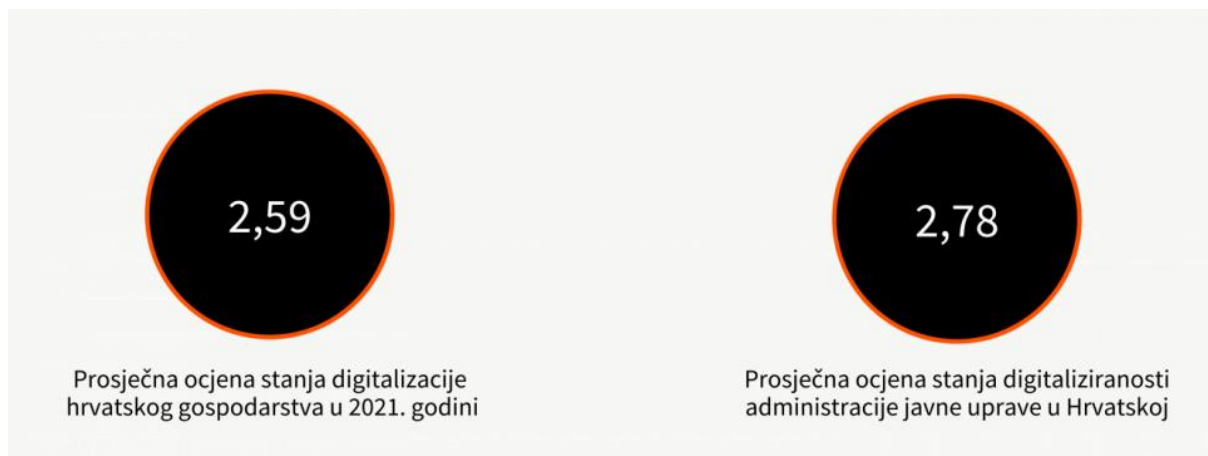 2,59
Prosječna ocjena stanja digitalizacije
hrvatskog gospodarstva u 2021. godini
2,78
Prosječna ocjena stanja digitaliziranosti
administracije javne uprave u Hrvatskoj